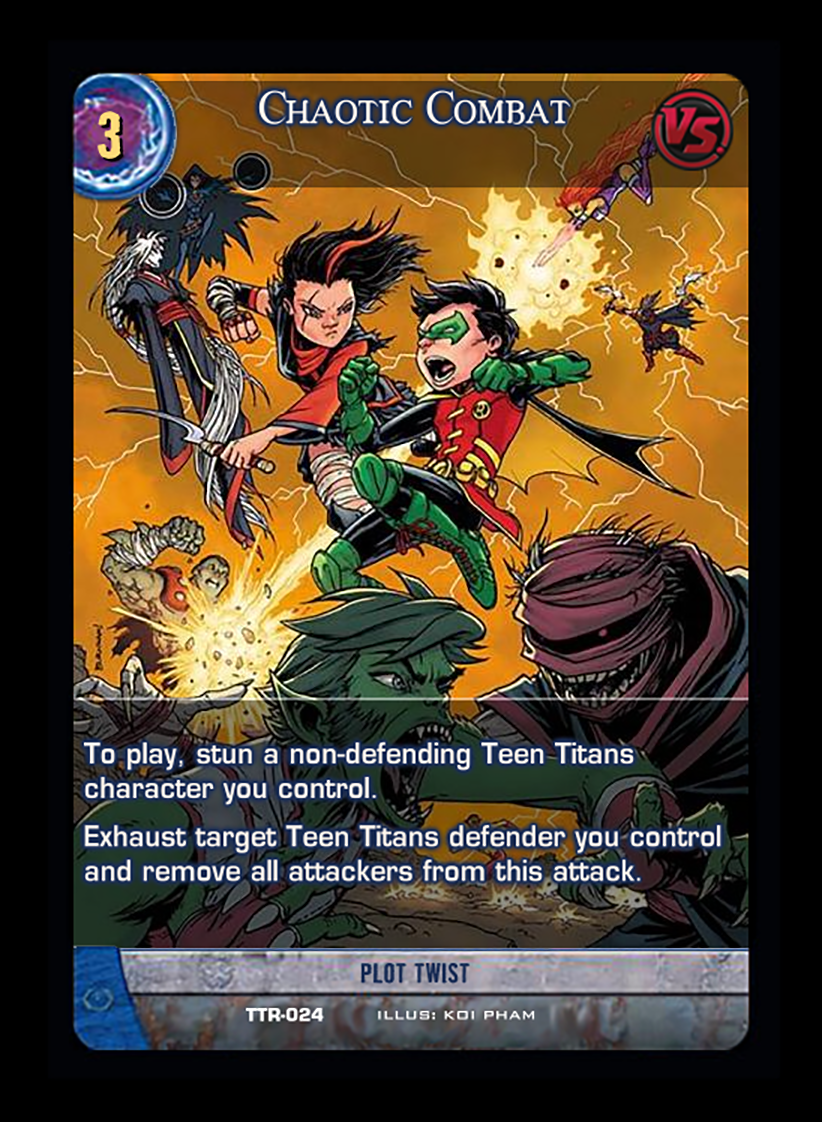 3
Chaotic Combat
VS.
To play, stun a non-defending Teen Titans
character you control.
Exhaust target Teen Titans defender you control
and remove all attackers from this attack.
PLOT TWIST
TTR-024 ILLUS: KOI PHAM